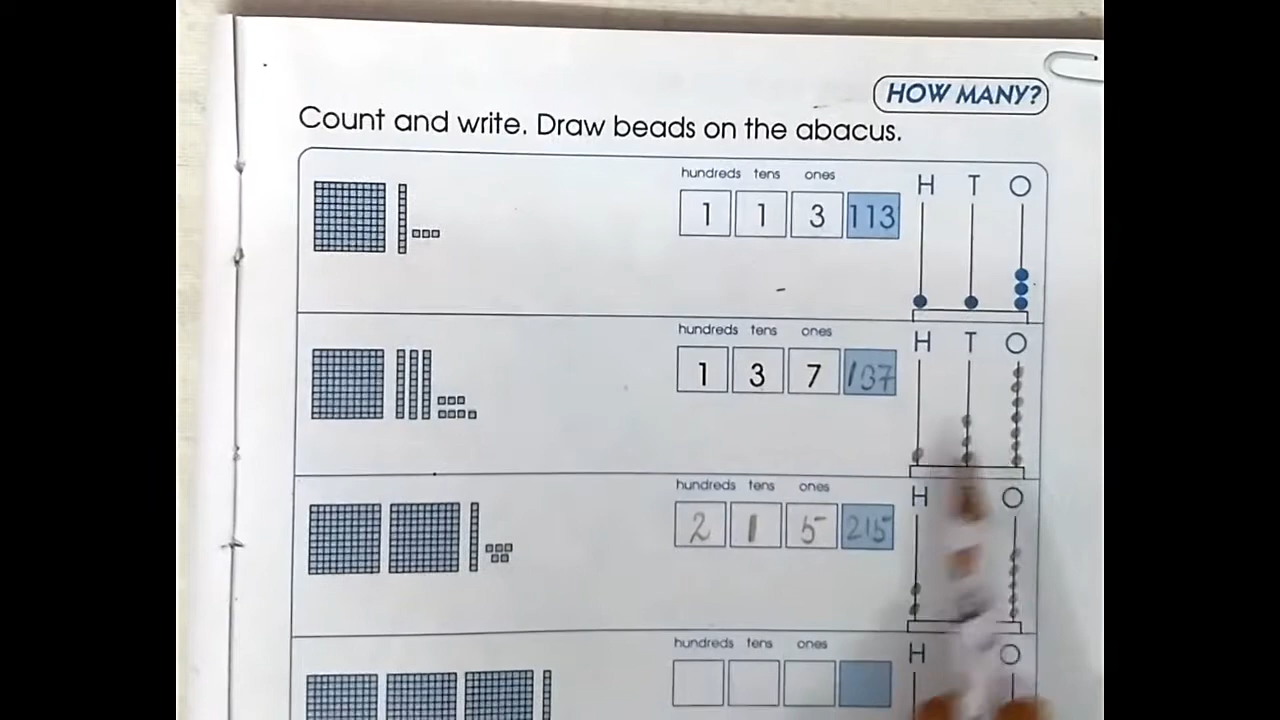 HOW MANY?
Count and write. Draw beads on the abacus.
hundreds tens ones
1 1 3 113
H T O
hundreds tens ones
1 3 7 137
H T O
hundreds tens ones
2 1 5 215
H O
hundreds tens ones
H O